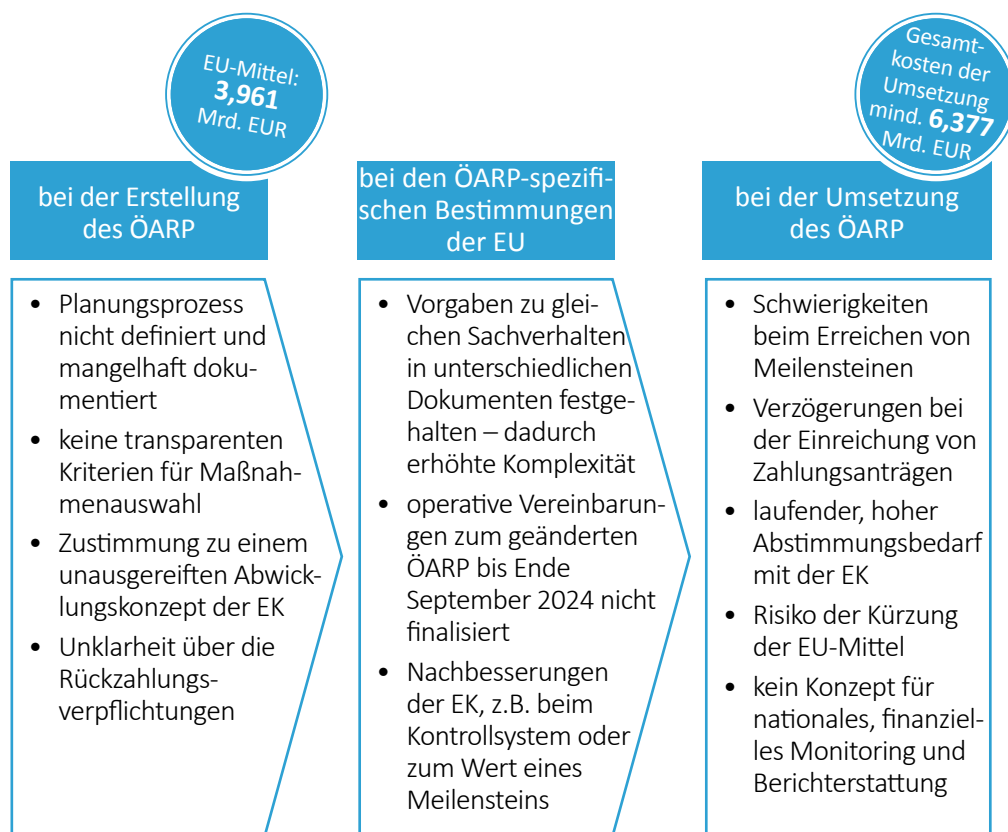 EU-Mittel:
3,961
Mrd. EUR
Gesamt-
kosten der
Umsetzung
mind. 6,377
Mrd. EUR
bei der Erstellung
des ÖARP
• Planungsprozess
nicht definiert und
mangelhaft doku-
mentiert
• keine transparenten
Kriterien für Maßnah-
menauswahl
• Zustimmung zu einem
unausgereiften Abwick-
lungskonzept der EK
• Unklarheit über die
Rückzahlungs-
verpflichtungen
bei den ÖARP-spezifi-
schen Bestimmungen
der EU
• Vorgaben zu glei-
chen Sachverhalten
in unterschiedlichen
Dokumenten festge-
halten – dadurch
erhöhte Komplexität
• operative Vereinbarun-
gen zum geänderten
ÖARP bis Ende
September 2024 nicht
finalisiert
• Nachbesserungen
der EK, z.B. beim
Kontrollsystem oder
zum Wert eines
Meilensteins
bei der Umsetzung
des ÖARP
• Schwierigkeiten
beim Erreichen von
Meilensteinen
• Verzögerungen bei
der Einreichung von
Zahlungsanträgen
• laufender, hoher
Abstimmungsbedarf
mit der EK
• Risiko der Kürzung
der EU-Mittel
• kein Konzept für
nationales, finanziel-
les Monitoring und
Berichterstattung